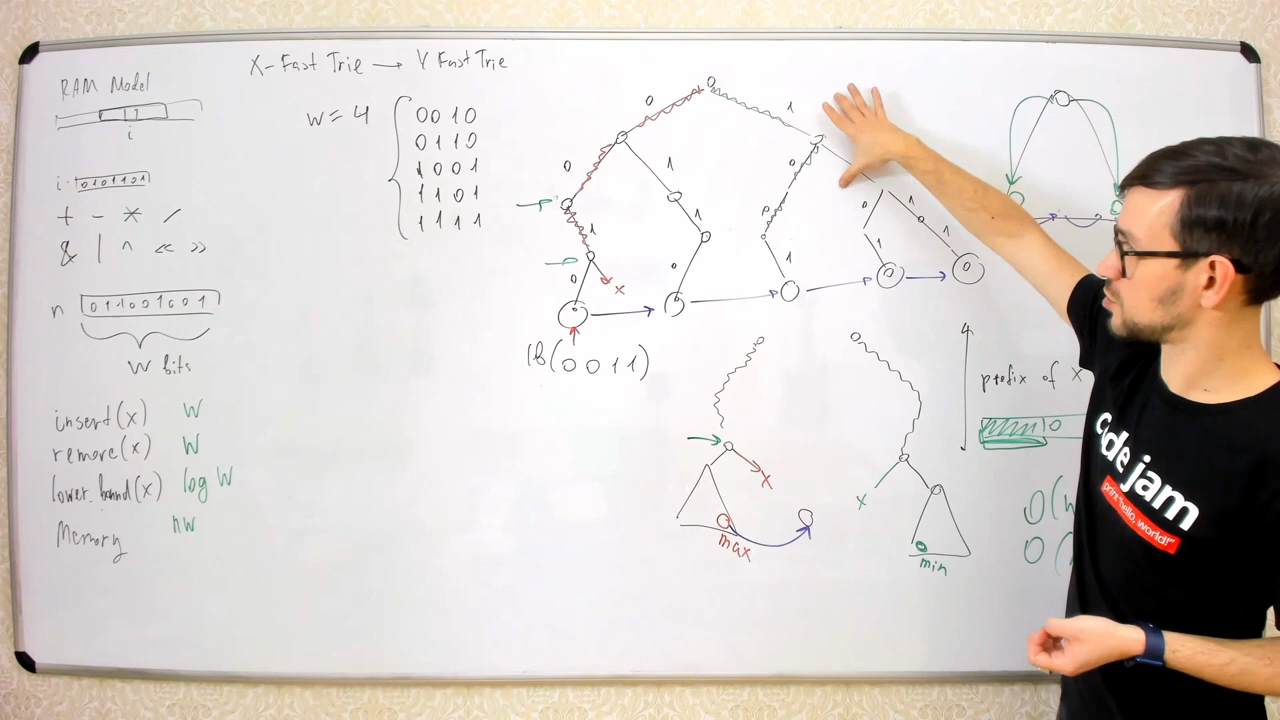 RAM Model
i
i 0101101
+ - * /
& | ^ << >>
n 011001001
w bits
insert(x) W
remove(x) W
lower_bound(x) log W
Memory nW
X-Fast Trie → Y Fast Trie
w = 4
0010
0110
1001
1101
1111
0 1
0 1 0
1 1 0 1 1
0 0 1 1
x
lb(0011)
x
max
x
min
4
prefix of x
0
O(
O(
code jam
print "hello, world!"